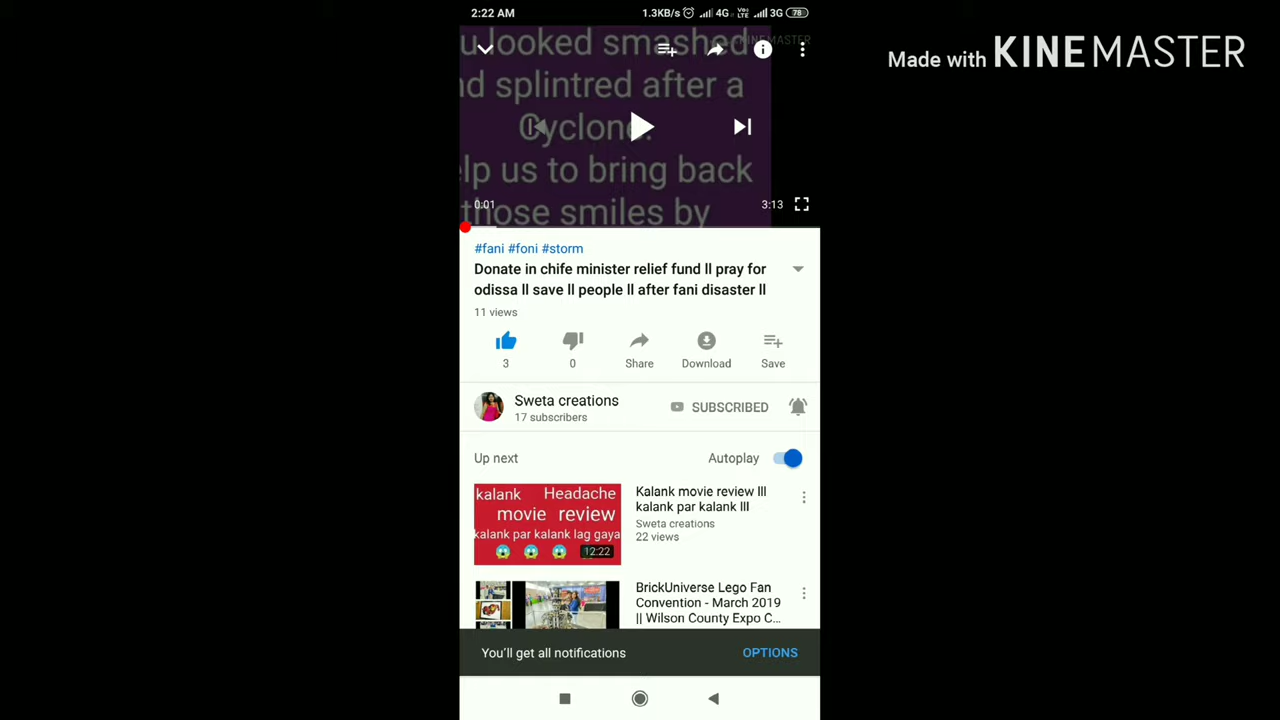 2:22 AM
1.3KB/s 4G VoLTE 3G 78
Made with KINEMASTER
u looked smashed
nd splintred after a
Cyclone.
elp us to bring back
those smiles by
0:01
3:13
#fani #foni #storm
Donate in chife minister relief fund ll pray for
odissa ll save ll people ll after fani disaster ll
11 views
3
0
Share
Download
Save
Sweta creations
17 subscribers
SUBSCRIBED
Up next
Autoplay
kalank Headache
movie review
kalank par kalank lag gaya
12:22
Kalank movie review lll
kalank par kalank lll
Sweta creations
22 views
BrickUniverse Lego Fan
Convention - March 2019
|| Wilson County Expo C...
You'll get all notifications
OPTIONS